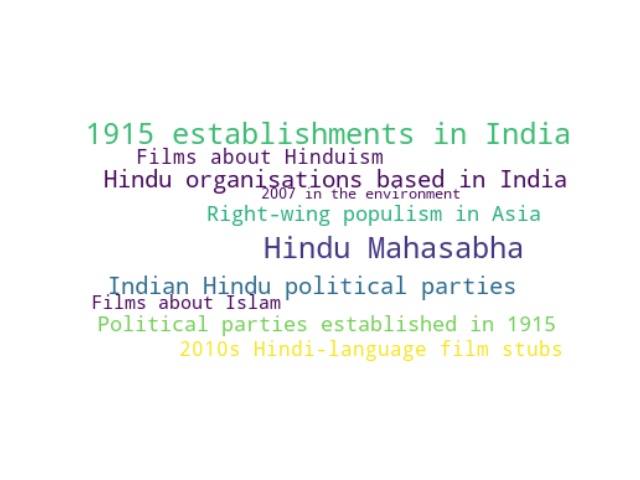 1915 establishments in India
Films about Hinduism
Hindu organisations based in India
2007 in the environment
Right-wing populism in Asia
Hindu Mahasabha
Indian Hindu political parties
Films about Islam
Political parties established in 1915
2010s Hindi-language film stubs